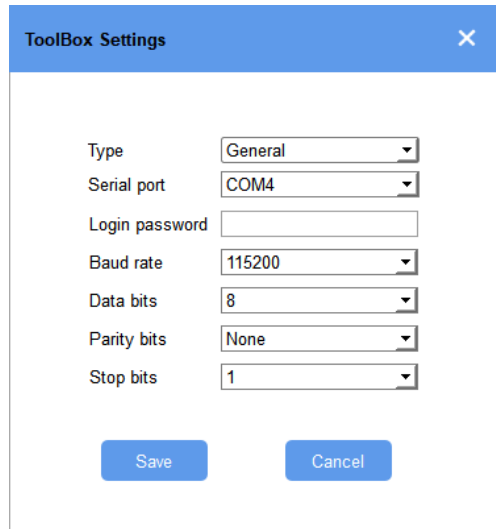 ToolBox Settings
Type General
Serial port COM4
Login password
Baud rate 115200
Data bits 8
Parity bits None
Stop bits 1
Save Cancel